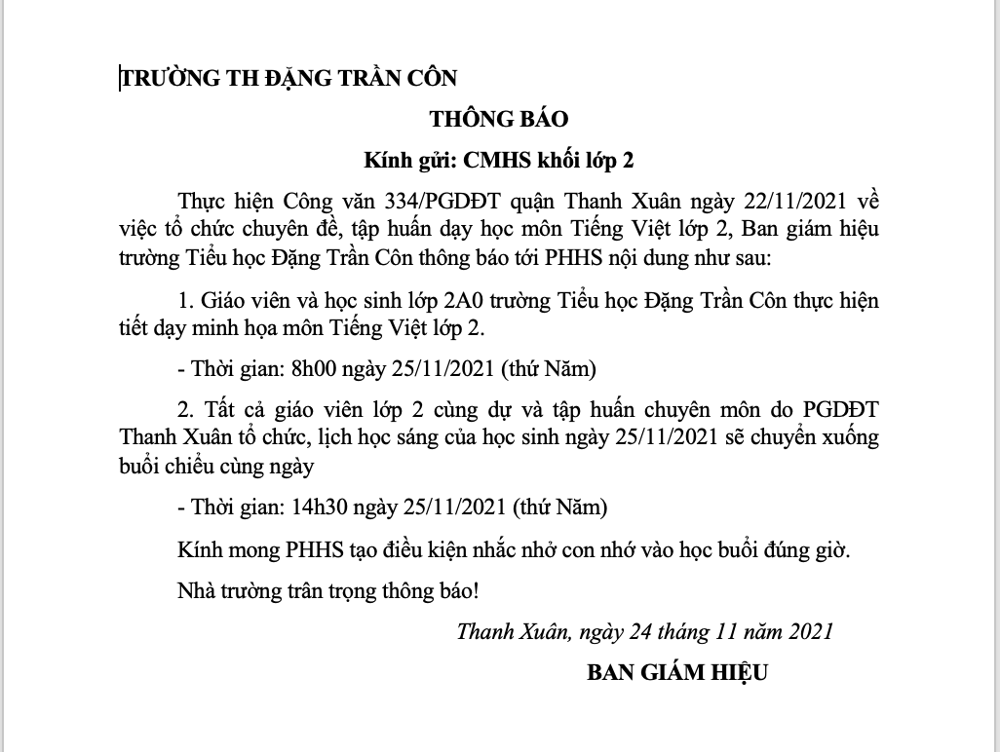 TRƯỜNG TH ĐẶNG TRẦN CÔN
THÔNG BÁO
Kính gửi: CMHS khối lớp 2
Thực hiện Công văn 334/PGDĐT quận Thanh Xuân ngày 22/11/2021 về
việc tổ chức chuyên đề, tập huấn dạy học môn Tiếng Việt lớp 2, Ban giám hiệu
trường Tiểu học Đặng Trần Côn thông báo tới PHHS nội dung như sau:
1. Giáo viên và học sinh lớp 2A0 trường Tiểu học Đặng Trần Côn thực hiện
tiết dạy minh họa môn Tiếng Việt lớp 2.
- Thời gian: 8h00 ngày 25/11/2021 (thứ Năm)
2. Tất cả giáo viên lớp 2 cùng dự và tập huấn chuyên môn do PGDĐT
Thanh Xuân tổ chức, lịch học sáng của học sinh ngày 25/11/2021 sẽ chuyển xuống
buổi chiều cùng ngày
- Thời gian: 14h30 ngày 25/11/2021 (thứ Năm)
Kính mong PHHS tạo điều kiện nhắc nhở con nhớ vào học buổi đúng giờ.
Nhà trường trân trọng thông báo!
Thanh Xuân, ngày 24 tháng 11 năm 2021
BAN GIÁM HIỆU